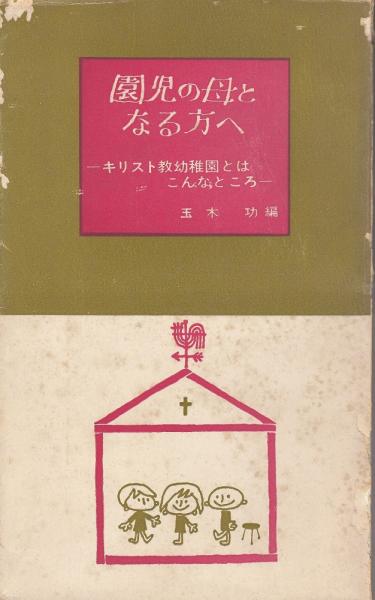 園児の母と
なる方へ
―キリスト教幼稚園とは
こんなところ―
玉木 功編